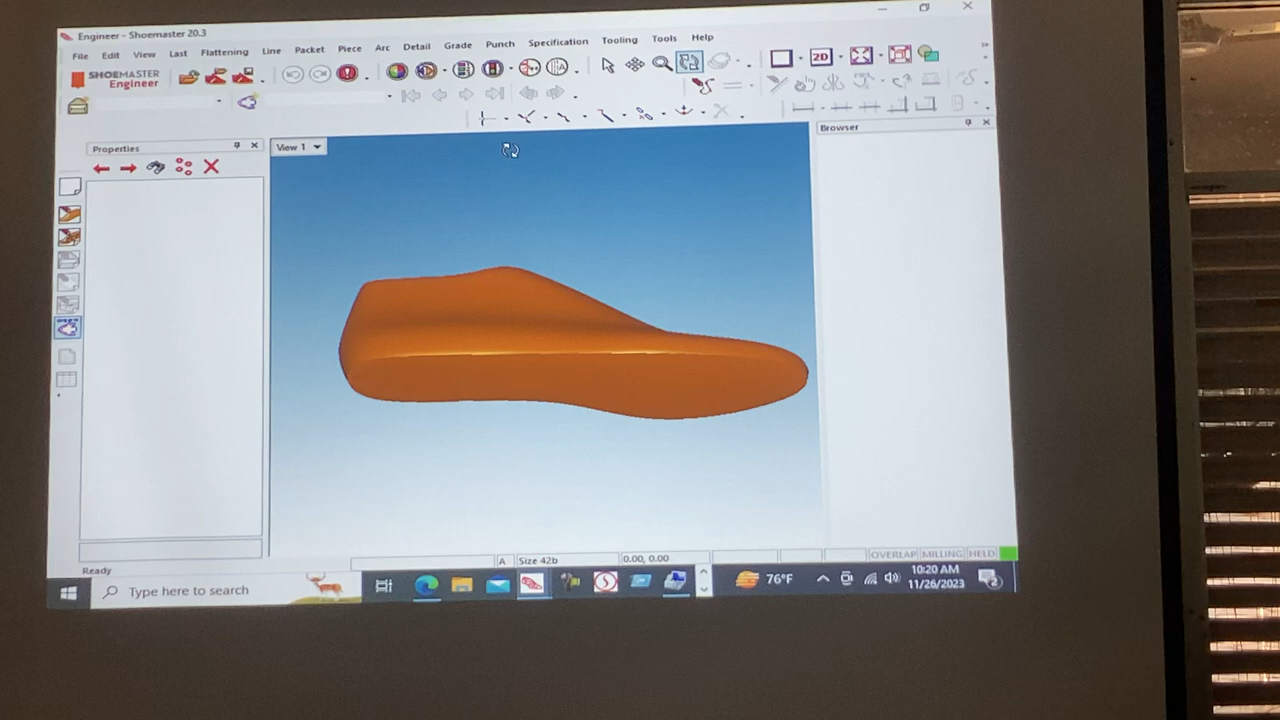 Engineer - Shoemaster 20.3
File Edit View Last Flattening Line Packet Piece Arc Detail Grade Punch Specification Tooling Tools Help
SHOEMASTER
Engineer
2D
Properties
View 1
Browser
A Size 42b 0.00, 0.00
OVERLAP MILLING HELD
Ready
Type here to search
76°F
10:20 AM
11/26/2023
2